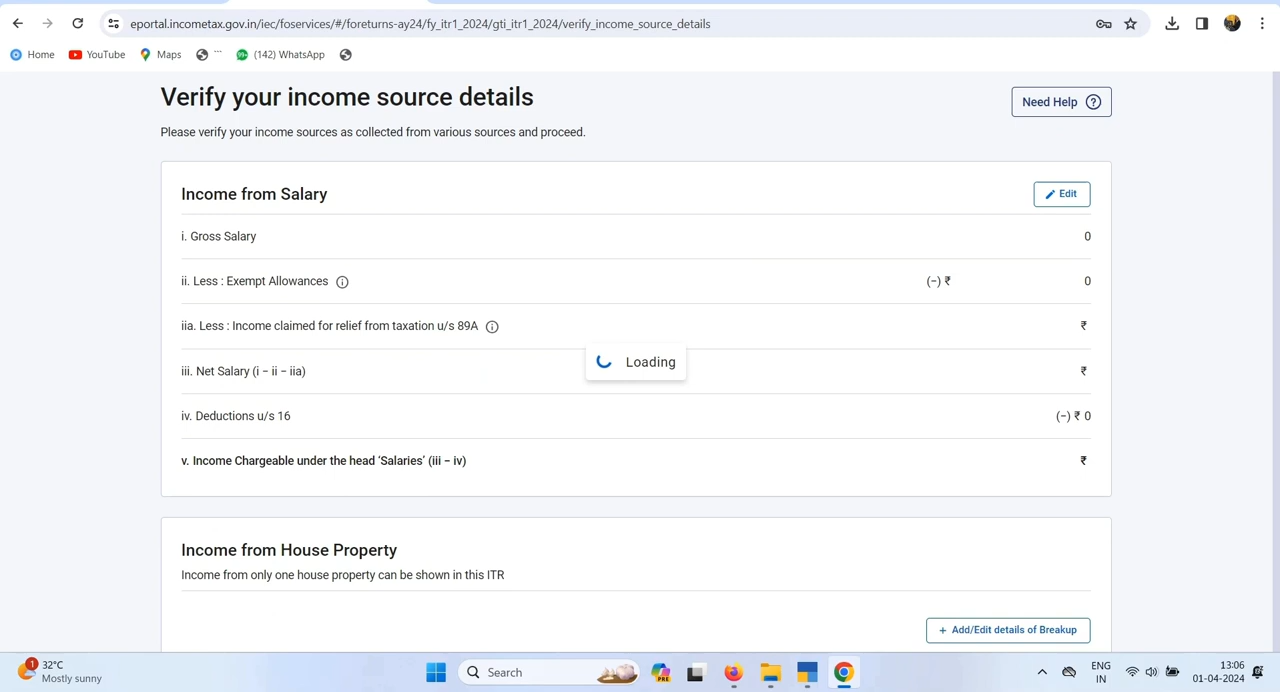 eportal.incometax.gov.in/iec/foservices/#/foreturns-ay24/fy_itr1_2024/gti_itr1_2024/verify_income_source_details
Home YouTube Maps ... 99+ (142) WhatsApp
Verify your income source details
Need Help ?
Please verify your income sources as collected from various sources and proceed.
Income from Salary
Edit
i. Gross Salary 0
ii. Less : Exempt Allowances (−) ₹ 0
iia. Less : Income claimed for relief from taxation u/s 89A ₹
Loading
iii. Net Salary (i − ii − iia) ₹
iv. Deductions u/s 16 (−) ₹ 0
v. Income Chargeable under the head ‘Salaries’ (iii − iv) ₹
Income from House Property
Income from only one house property can be shown in this ITR
+ Add/Edit details of Breakup
1 32°C
Mostly sunny
Search
PRE
ENG
IN
13:06
01-04-2024